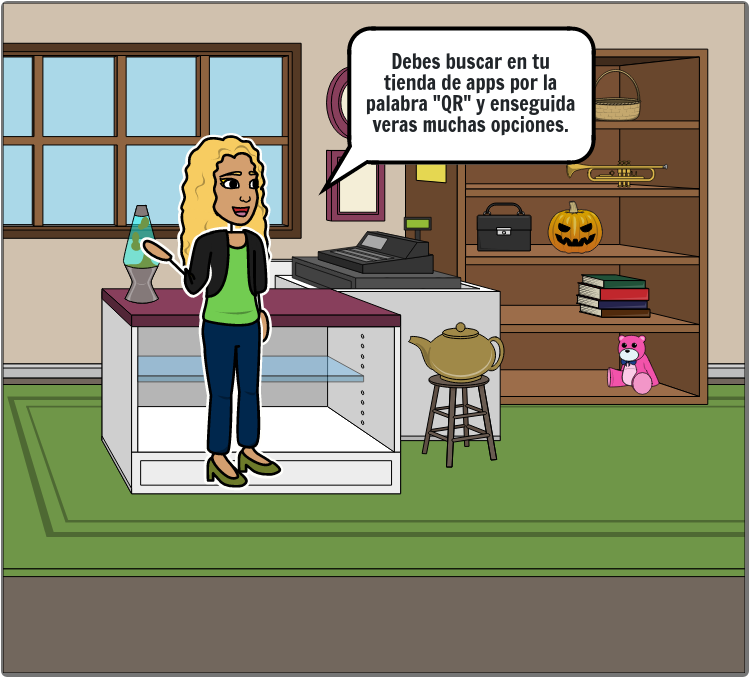 Debes buscar en tu
tienda de apps por la
palabra "QR" y enseguida
veras muchas opciones.